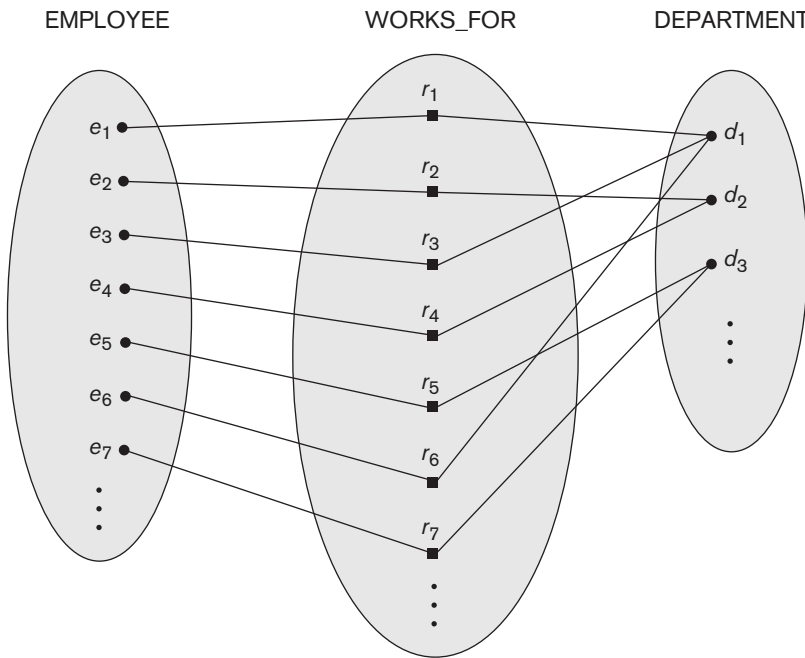 EMPLOYEE
WORKS_FOR
DEPARTMENT
e1
e2
e3
e4
e5
e6
e7
r1
r2
r3
r4
r5
r6
r7
d1
d2
d3